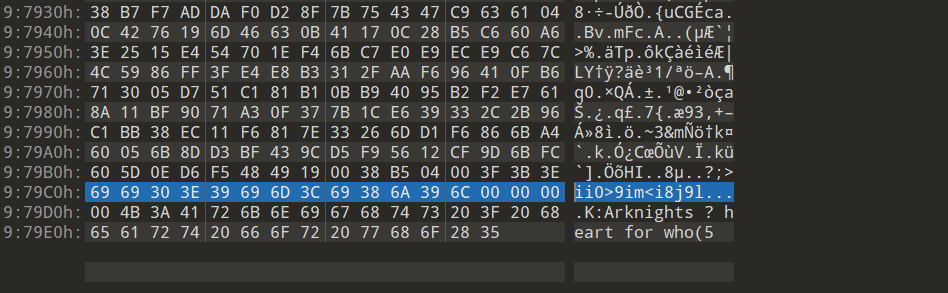 9:7930h: 38 B7 F7 AD DA F0 D2 8F 7B 75 43 47 C9 63 61 04 8·÷-ÚðÒ.{uCGÉca.
9:7940h: 0C 42 76 19 6D 46 63 0B 41 17 0C 28 B5 C6 60 A6 .Bv.mFc.A..(µÆ`¦
9:7950h: 3E 25 15 E4 54 70 1E F4 6B C7 E0 E9 EC E9 C6 7C >%.äTp.ôkÇàéìéÆ|
9:7960h: 4C 59 86 FF 3F E4 E8 B3 31 2F AA F6 96 41 0F B6 LY†ÿ?äè³1/ªö–A.¶
9:7970h: 71 30 05 D7 51 C1 81 B1 0B B9 40 95 B2 F2 E7 61 q0.×QÁ.±.¹@•²òça
9:7980h: 8A 11 BF 90 71 A3 0F 37 7B 1C E6 39 33 2C 2B 96 Š.¿.q£.7{.æ93,+–
9:7990h: C1 BB 38 EC 11 F6 81 7E 33 26 6D D1 F6 86 6B A4 Á»8ì.ö.~3&mÑö†k¤
9:79A0h: 60 05 6B 8D D3 BF 43 9C D5 F9 56 12 CF 9D 6B FC `.k.Ó¿CœÕùV.Ï.kü
9:79B0h: 60 5D 0E D6 F5 48 49 19 00 38 B5 04 00 3F 3B 3E `].ÖõHI..8µ..?;>
9:79C0h: 69 69 30 3E 39 69 6D 3C 69 38 6A 39 6C 00 00 00 ii0>9im<i8j9l...
9:79D0h: 00 4B 3A 41 72 6B 6E 69 67 68 74 73 20 3F 20 68 .K:Arknights ? h
9:79E0h: 65 61 72 74 20 66 6F 72 20 77 68 6F 28 35 eart for who(5